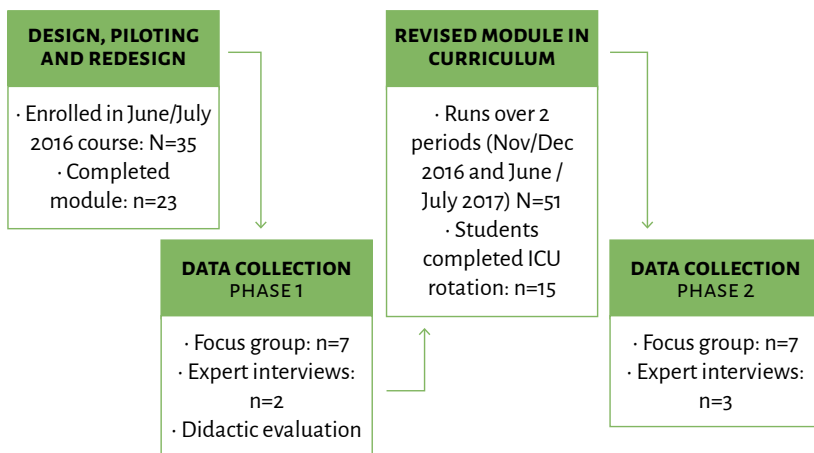 DESIGN, PILOTING
AND REDESIGN
· Enrolled in June/July
2016 course: N=35
· Completed
module: n=23
DATA COLLECTION
PHASE 1
· Focus group: n=7
· Expert interviews:
n=2
· Didactic evaluation
REVISED MODULE IN
CURRICULUM
· Runs over 2
periods (Nov/Dec
2016 and June /
July 2017) N=51
· Students
completed ICU
rotation: n=15
DATA COLLECTION
PHASE 2
· Focus group: n=7
· Expert interviews:
n=3